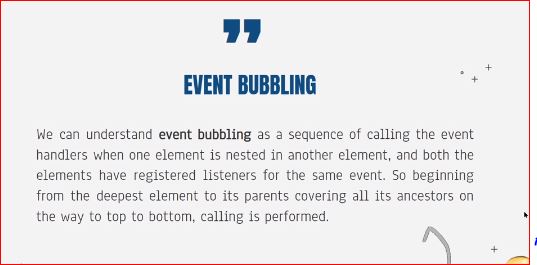 EVENT BUBBLING
We can understand event bubbling as a sequence of calling the event
handlers when one element is nested in another element, and both the
elements have registered listeners for the same event. So beginning
from the deepest element to its parents covering all its ancestors on
the way to top to bottom, calling is performed.